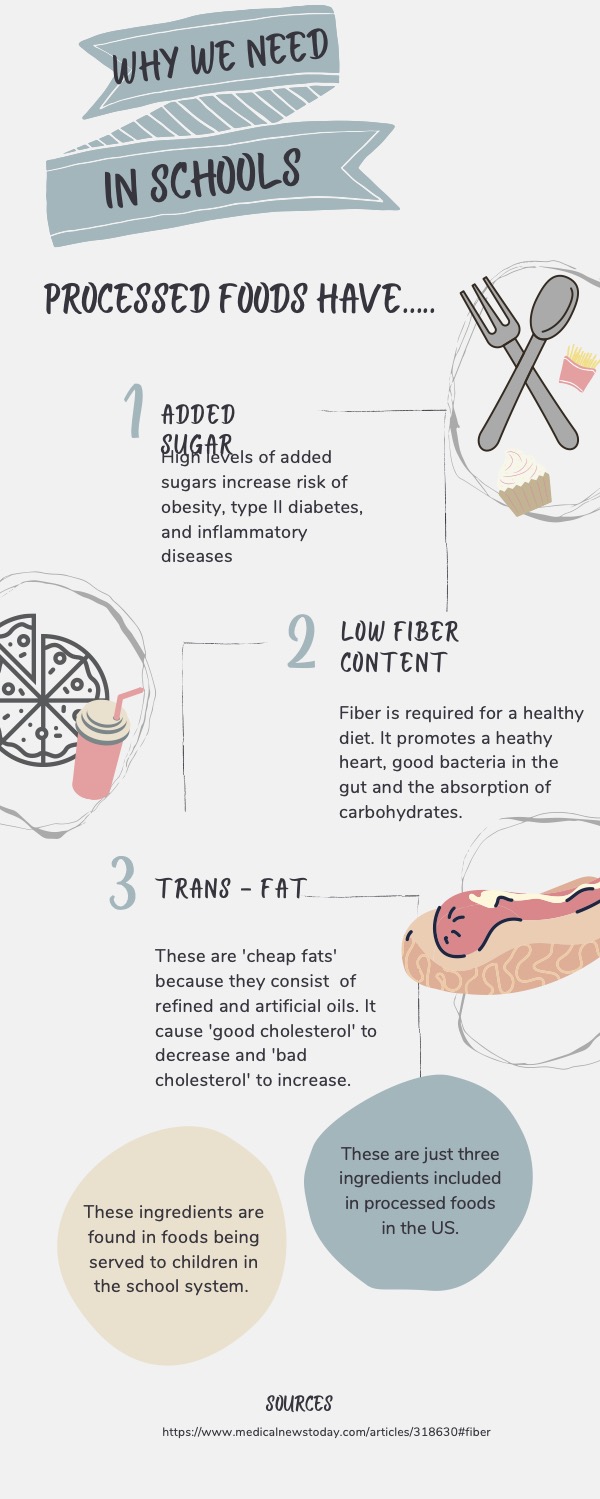 WHY WE NEED
IN SCHOOLS
PROCESSED FOODS HAVE.....
1 ADDED
SUGAR
High levels of added
sugars increase risk of
obesity, type II diabetes,
and inflammatory
diseases
2 LOW FIBER
CONTENT
Fiber is required for a healthy
diet. It promotes a heathy
heart, good bacteria in the
gut and the absorption of
carbohydrates.
3 TRANS - FAT
These are 'cheap fats'
because they consist  of
refined and artificial oils. It
cause 'good cholesterol' to
decrease and 'bad
cholesterol' to increase.
These are just three
ingredients included
in processed foods
in the US.
These ingredients are
found in foods being
served to children in
the school system.
SOURCES
https://www.medicalnewstoday.com/articles/318630#fiber